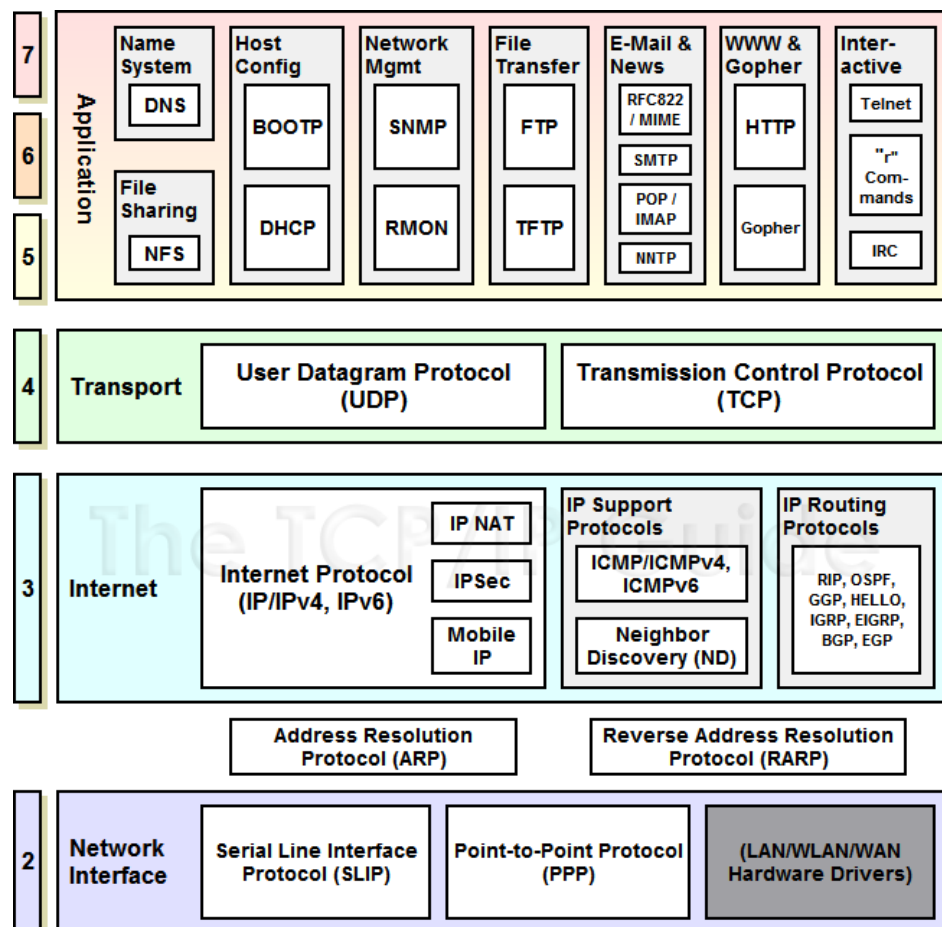 7
6
5
Application
Name
System
DNS
File
Sharing
NFS
Host
Config
BOOTP
DHCP
Network
Mgmt
SNMP
RMON
File
Transfer
FTP
TFTP
E-Mail &
News
RFC822
/ MIME
SMTP
POP /
IMAP
NNTP
WWW &
Gopher
HTTP
Gopher
Inter-
active
Telnet
"r"
Com-
mands
IRC
4
Transport
User Datagram Protocol
(UDP)
Transmission Control Protocol
(TCP)
The TCP/IP Guide
3
Internet
Internet Protocol
(IP/IPv4, IPv6)
IP NAT
IPSec
Mobile
IP
IP Support
Protocols
ICMP/ICMPv4,
ICMPv6
Neighbor
Discovery (ND)
IP Routing
Protocols
RIP, OSPF,
GGP, HELLO,
IGRP, EIGRP,
BGP, EGP
Address Resolution
Protocol (ARP)
Reverse Address Resolution
Protocol (RARP)
2
Network
Interface
Serial Line Interface
Protocol (SLIP)
Point-to-Point Protocol
(PPP)
(LAN/WLAN/WAN
Hardware Drivers)